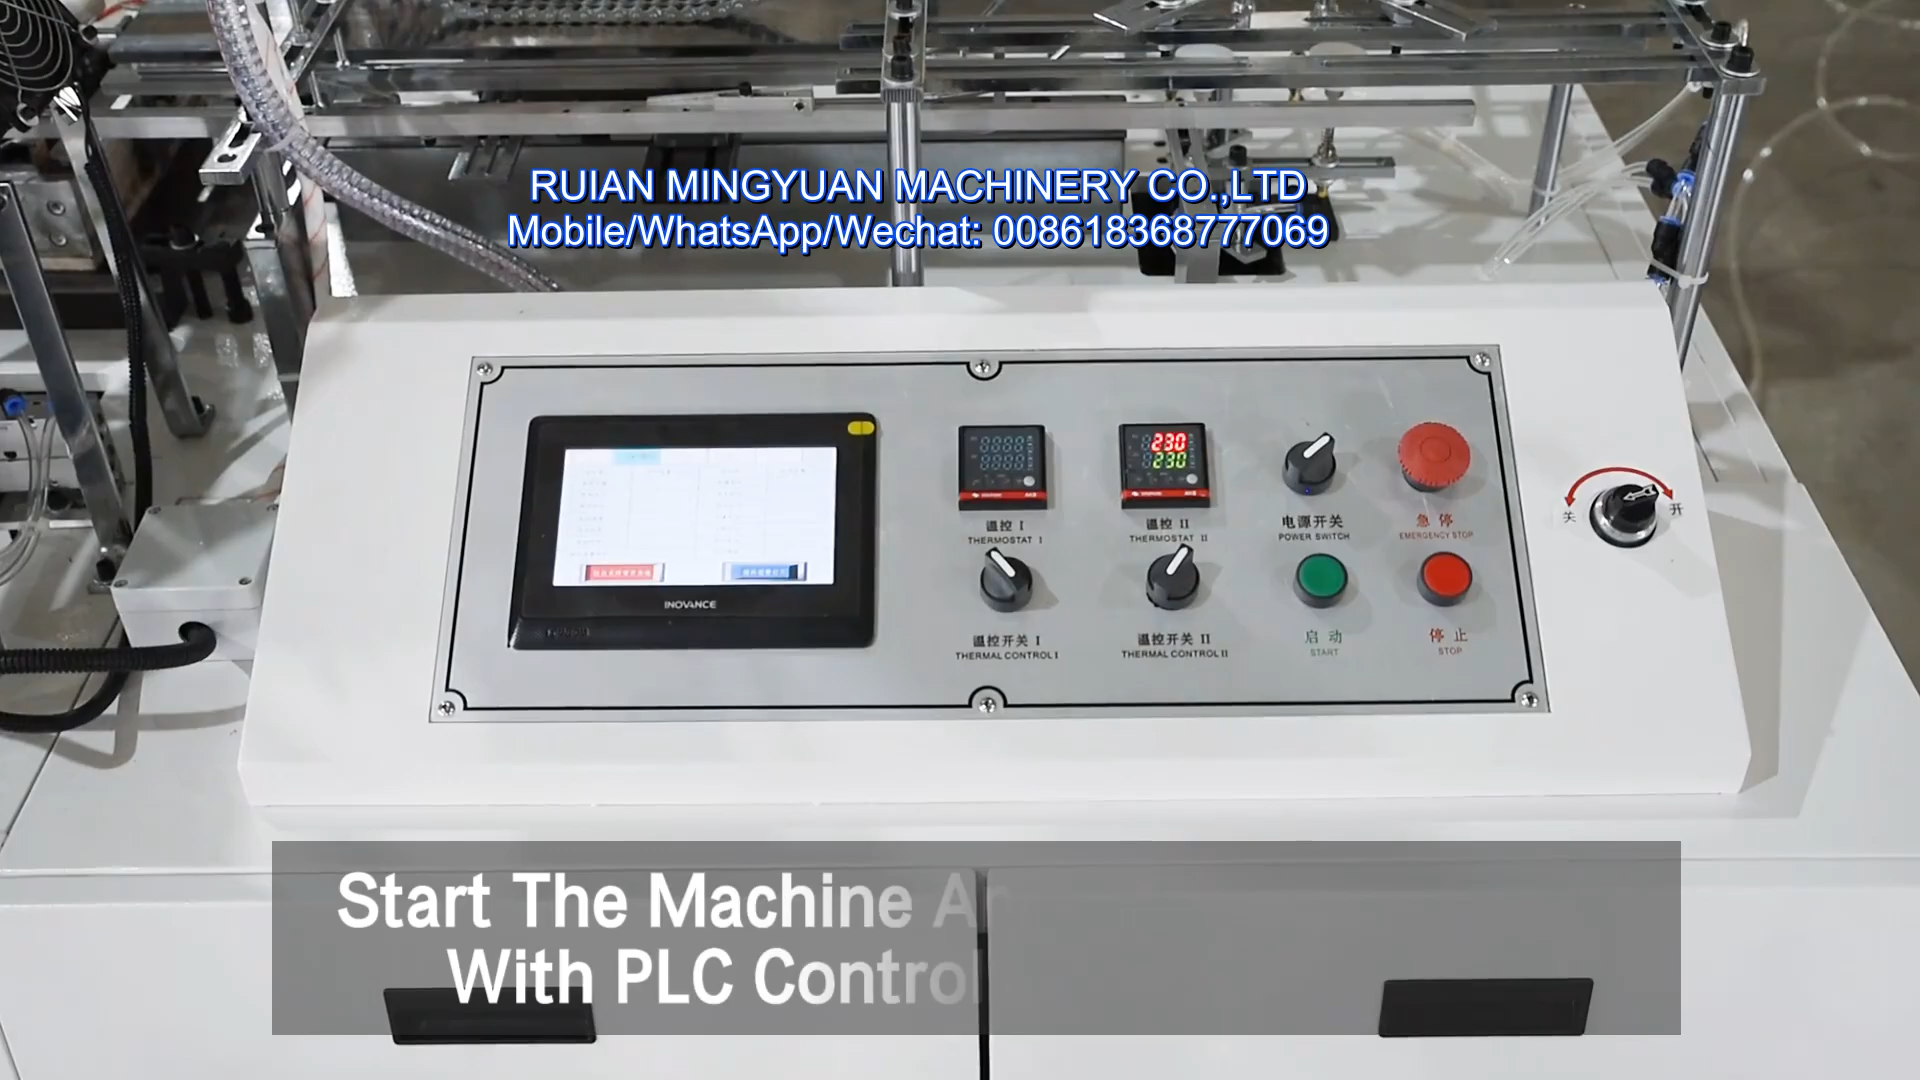 RUIAN MINGYUAN MACHINERY CO.,LTD
Mobile/WhatsApp/Wechat: 008618368777069
230
230
温控 I
THERMOSTAT I
温控 II
THERMOSTAT II
电源开关
POWER SWITCH
急停
EMERGENCY STOP
关
开
INOVANCE
温控开关 I
THERMAL CONTROL I
温控开关 II
THERMAL CONTROL II
启动
START
停止
STOP
Start The Machine
With PLC Control